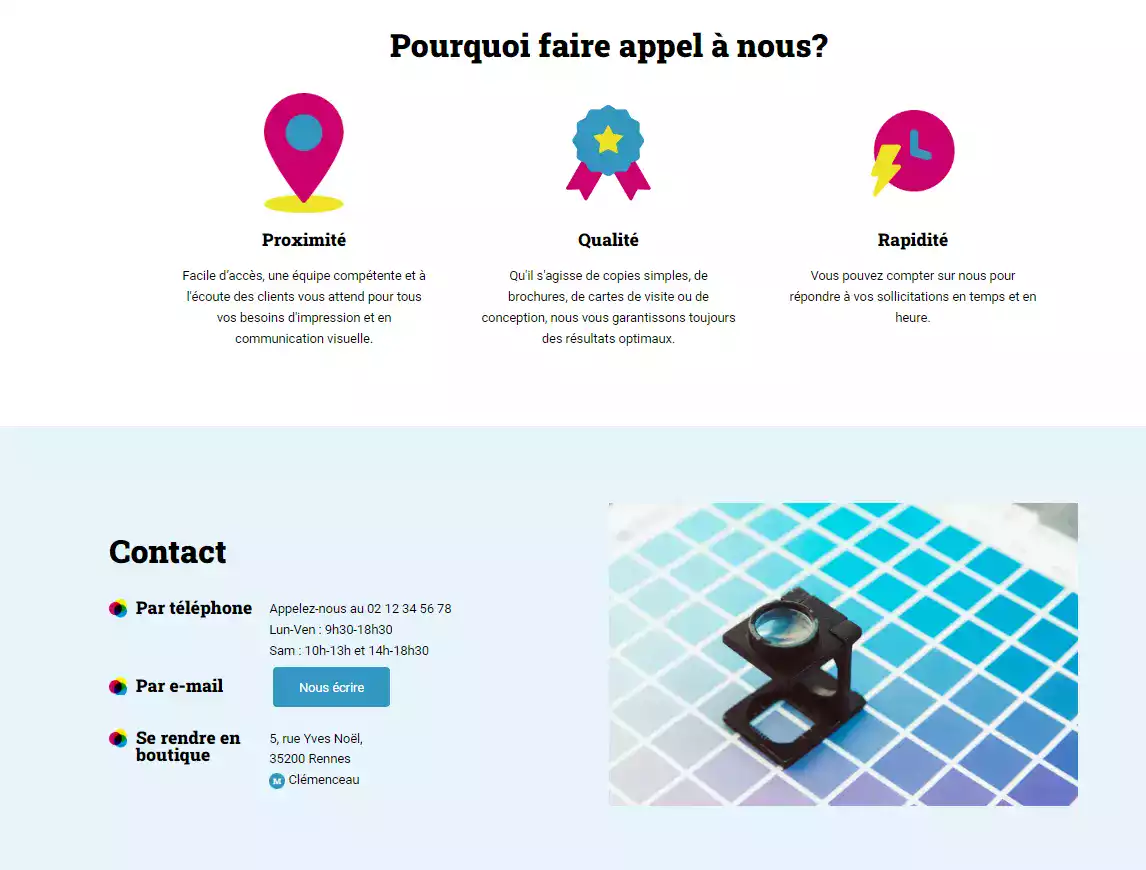 Pourquoi faire appel à nous?
Proximité
Facile d'accès, une équipe compétente et à
l'écoute des clients vous attend pour tous
vos besoins d'impression et en
communication visuelle.
Qualité
Qu'il s'agisse de copies simples, de
brochures, de cartes de visite ou de
conception, nous vous garantissons toujours
des résultats optimaux.
Rapidité
Vous pouvez compter sur nous pour
répondre à vos sollicitations en temps et en
heure.
Contact
Par téléphone
Appelez-nous au 02 12 34 56 78
Lun-Ven : 9h30-18h30
Sam : 10h-13h et 14h-18h30
Par e-mail
Nous écrire
Se rendre en
boutique
5, rue Yves Noël,
35200 Rennes
M Clémenceau